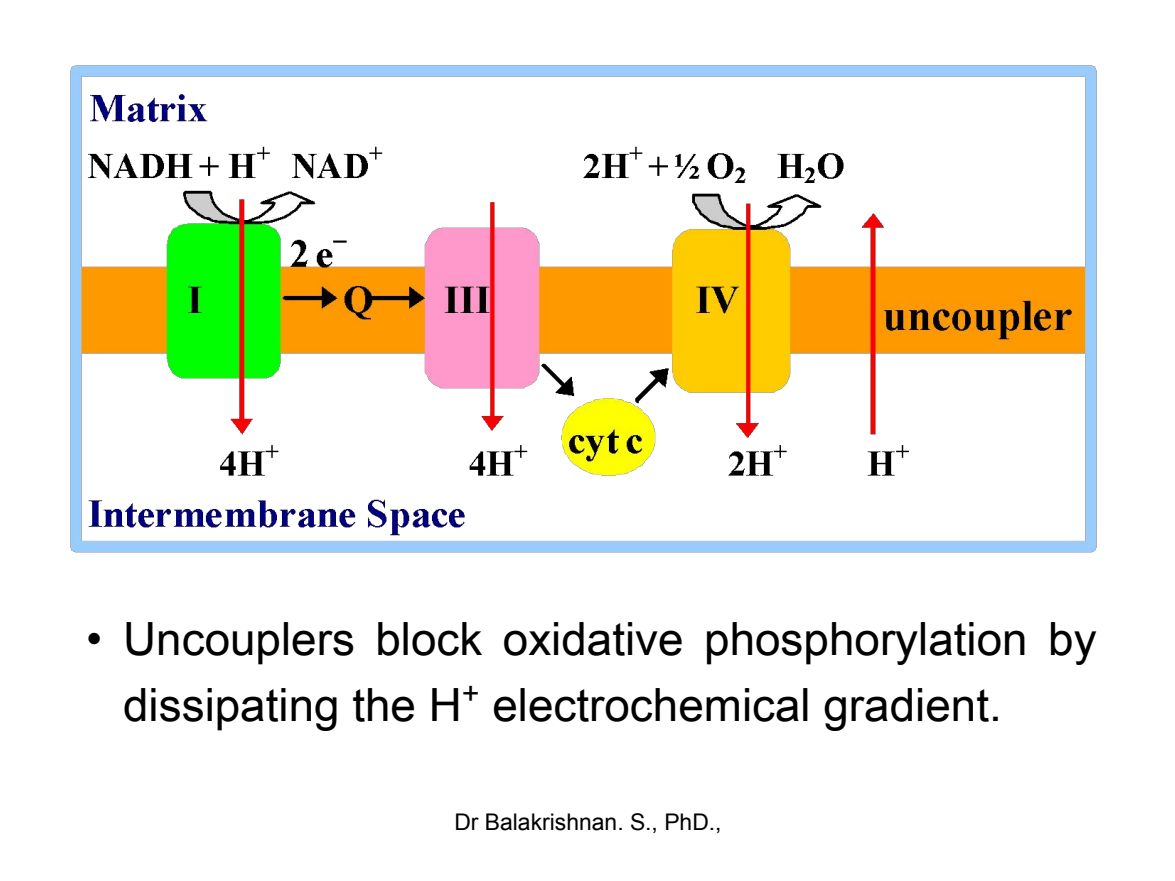 Matrix
NADH + H⁺ NAD⁺ 2H⁺ + ½ O₂ H₂O
2 e⁻
I Q III IV uncoupler
cyt c
4H⁺ 4H⁺ 2H⁺ H⁺
Intermembrane Space
• Uncouplers block oxidative phosphorylation by
dissipating the H⁺ electrochemical gradient.
Dr Balakrishnan. S., PhD.,